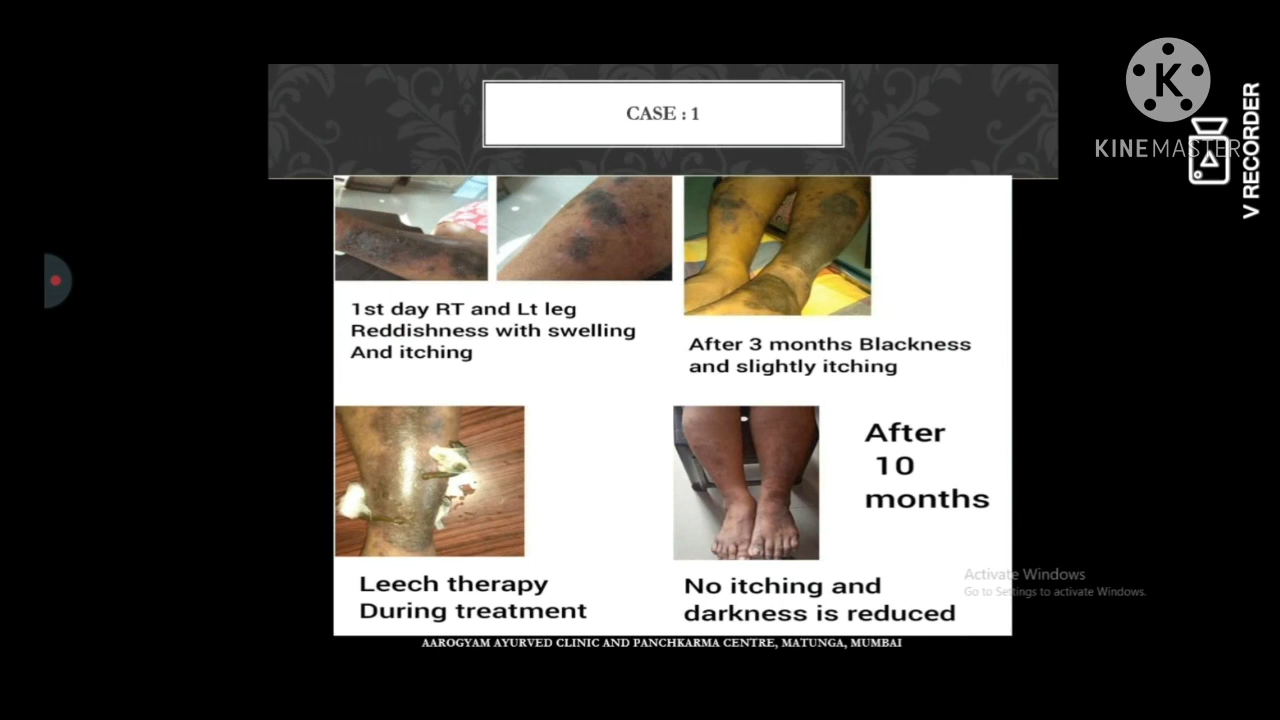 CASE : 1
K
KINEMASTER
V RECORDER
1st day RT and Lt leg
Reddishness with swelling
And itching
After 3 months Blackness
and slightly itching
After
10
months
Leech therapy
During treatment
No itching and
darkness is reduced
Activate Windows
Go to Settings to activate Windows.
AAROGYAM AYURVED CLINIC AND PANCHKARMA CENTRE, MATUNGA, MUMBAI